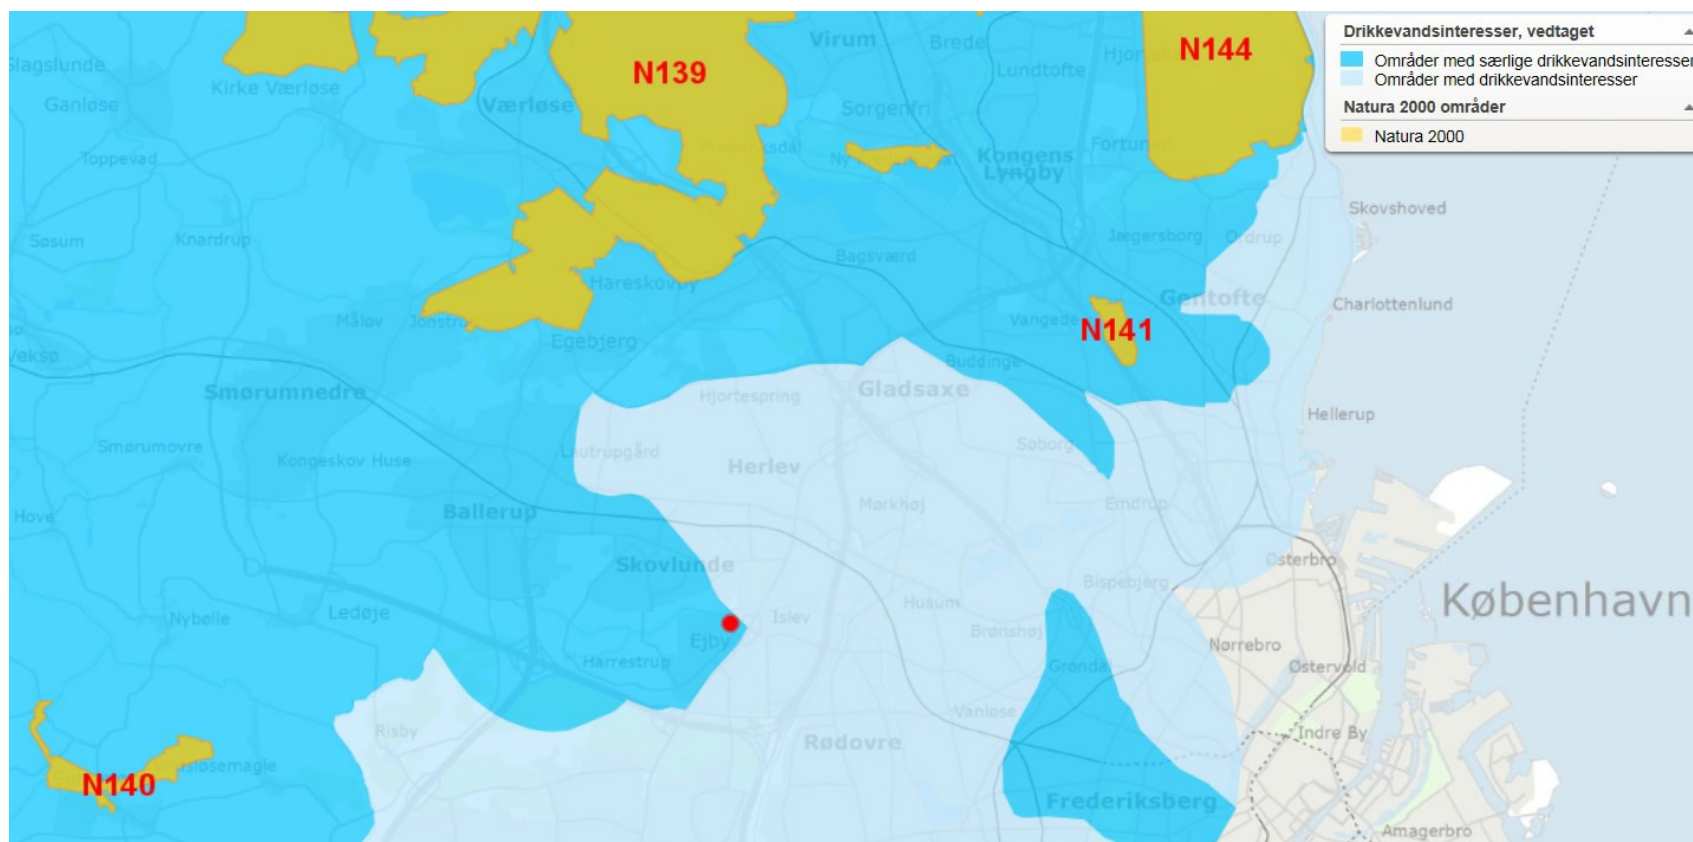 Drikkevandsinteresser, vedtaget
Områder med særlige drikkevandsinteresser
Områder med drikkevandsinteresser
Natura 2000 områder
Natura 2000
N139
N144
Virum
Brede
Lundtofte
Slagslunde
Ganløse
Kirke Værløse
Værløse
Sorgenfri
Toppevad
Kongens
Lyngby
Skovshoved
Søsum
Knardrup
Jægersborg
Ordrup
Bagsværd
Hareskovby
Gentofte
Charlottenlund
Måløv
Vangede
N141
Egebjerg
Veksø
Buddinge
Smørumnedre
Hjortespring
Gladsaxe
Hellerup
Smørumovre
Kongeskov Huse
Lautrupgård
Herlev
Søborg
Hove
Ballerup
Mørkhøj
Emdrup
Skovlunde
Østerbro
Bispebjerg
København
Nybølle
Ledøje
Islev
Husum
Ejby
Brønshøj
Nørrebro
Harrestrup
Grøndal
Østervold
Risby
Vanløse
Rødovre
Indre By
N140
Frederiksberg
Amagerbro